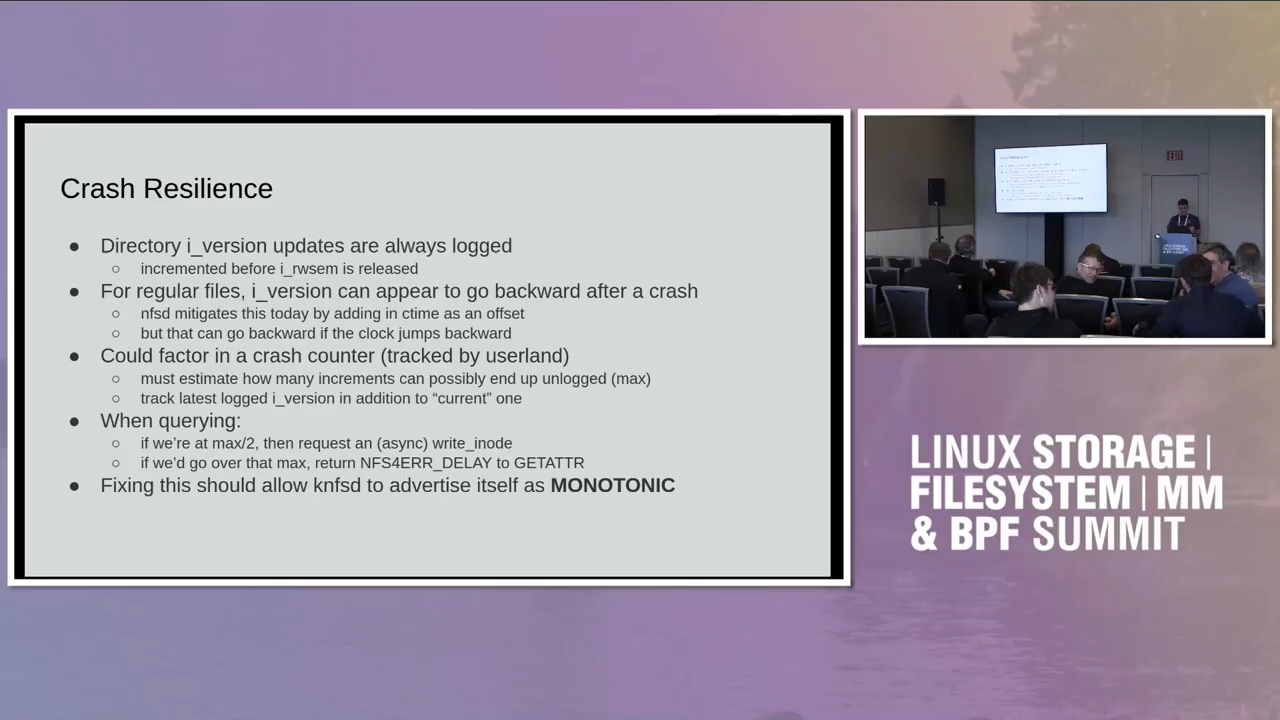 Crash Resilience
● Directory i_version updates are always logged
○ incremented before i_rwsem is released
● For regular files, i_version can appear to go backward after a crash
○ nfsd mitigates this today by adding in ctime as an offset
○ but that can go backward if the clock jumps backward
● Could factor in a crash counter (tracked by userland)
○ must estimate how many increments can possibly end up unlogged (max)
○ track latest logged i_version in addition to “current” one
● When querying:
○ if we’re at max/2, then request an (async) write_inode
○ if we’d go over that max, return NFS4ERR_DELAY to GETATTR
● Fixing this should allow knfsd to advertise itself as MONOTONIC
EXIT
LINUX STORAGE |
FILESYSTEM | MM
& BPF SUMMIT